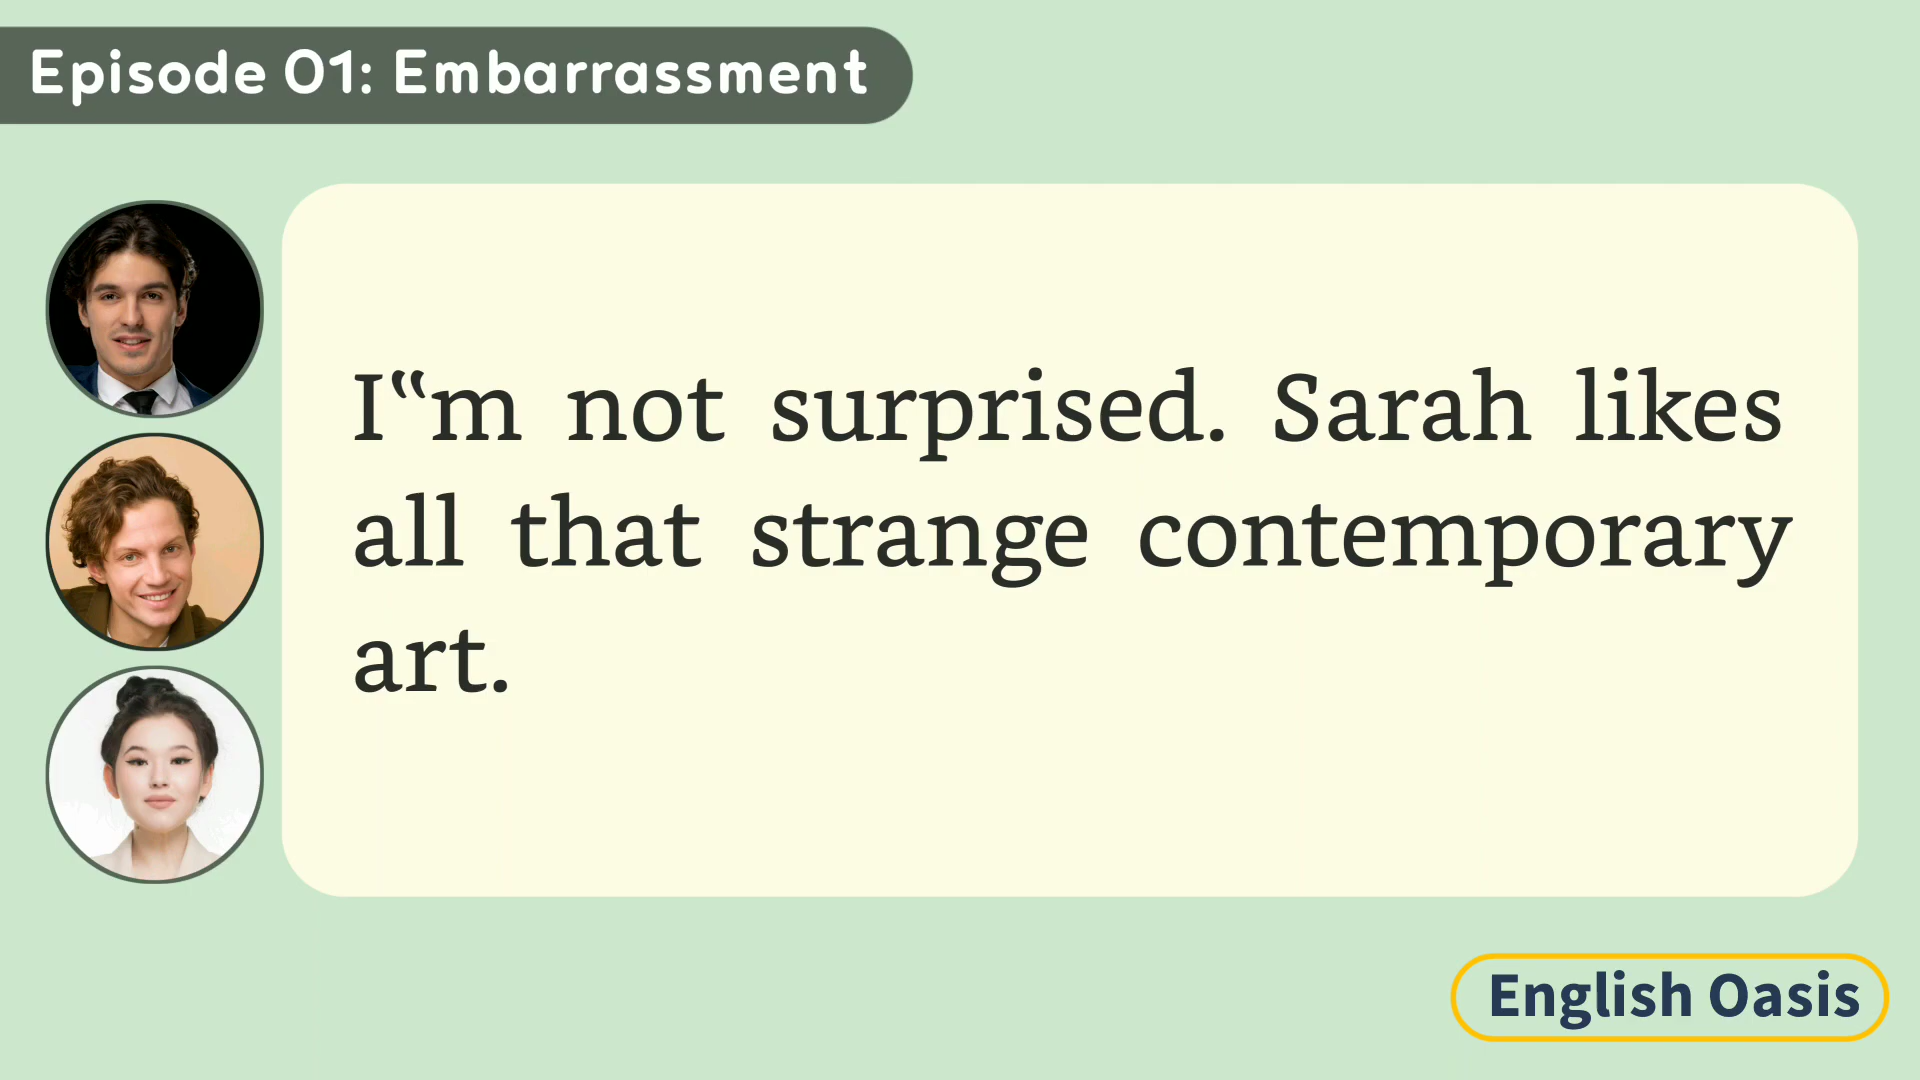 Episode 01: Embarrassment
I‟m not surprised. Sarah likes
all that strange contemporary
art.
English Oasis